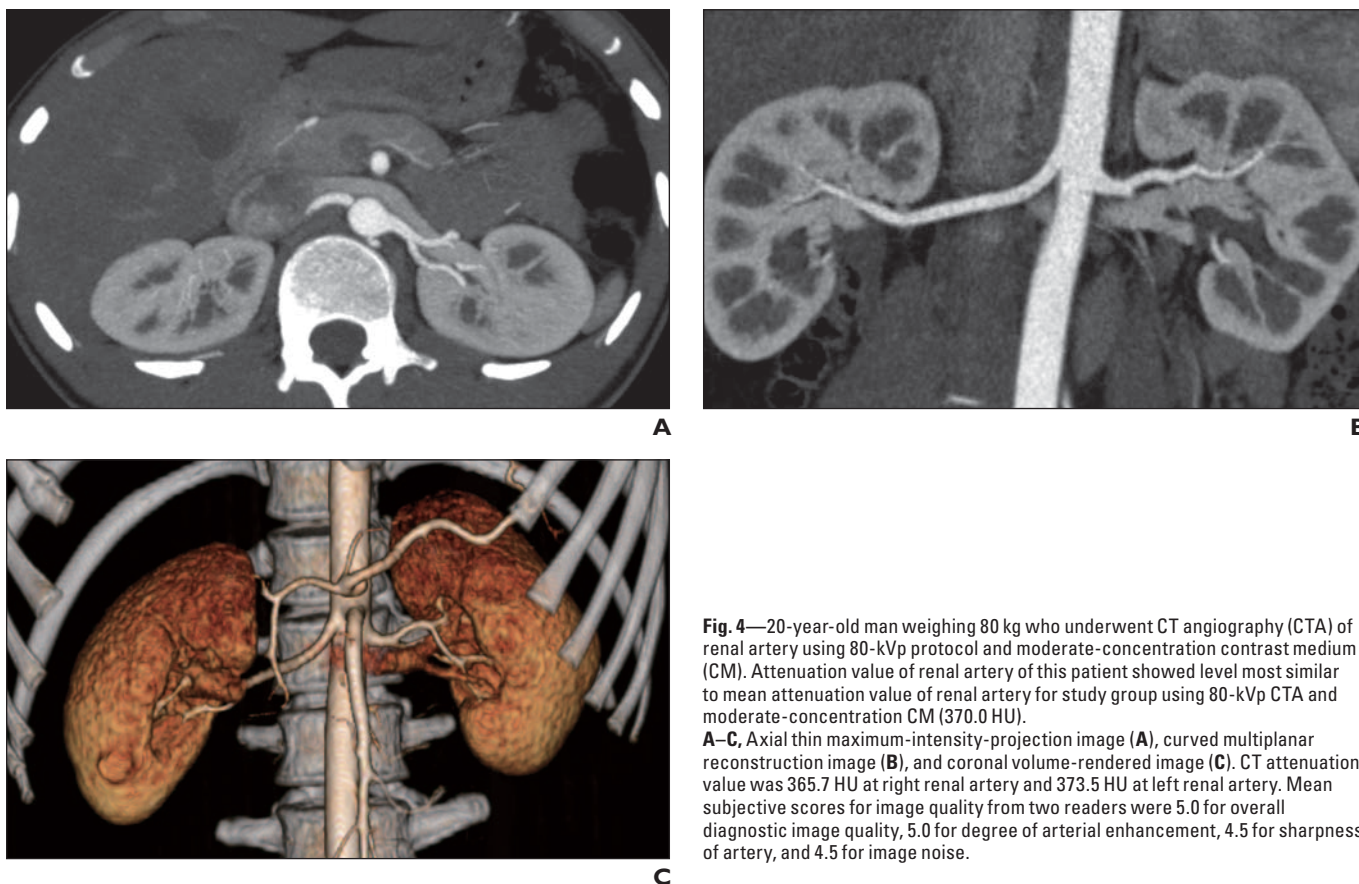 A
B
C
Fig. 4—20-year-old man weighing 80 kg who underwent CT angiography (CTA) of
renal artery using 80-kVp protocol and moderate-concentration contrast medium
(CM). Attenuation value of renal artery of this patient showed level most similar
to mean attenuation value of renal artery for study group using 80-kVp CTA and
moderate-concentration CM (370.0 HU).
A–C, Axial thin maximum-intensity-projection image (A), curved multiplanar
reconstruction image (B), and coronal volume-rendered image (C). CT attenuation
value was 365.7 HU at right renal artery and 373.5 HU at left renal artery. Mean
subjective scores for image quality from two readers were 5.0 for overall
diagnostic image quality, 5.0 for degree of arterial enhancement, 4.5 for sharpness
of artery, and 4.5 for image noise.